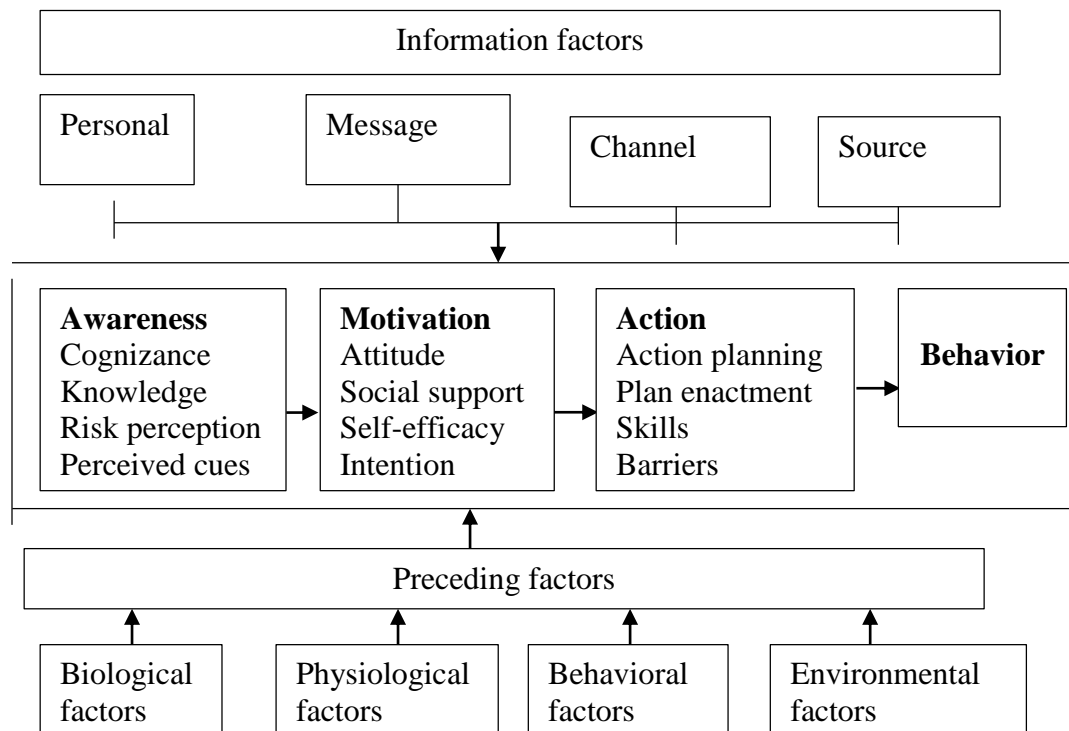 Information factors
Personal
Message
Channel
Source
Awareness
Cognizance
Knowledge
Risk perception
Perceived cues
Motivation
Attitude
Social support
Self-efficacy
Intention
Action
Action planning
Plan enactment
Skills
Barriers
Behavior
Preceding factors
Biological
factors
Physiological
factors
Behavioral
factors
Environmental
factors